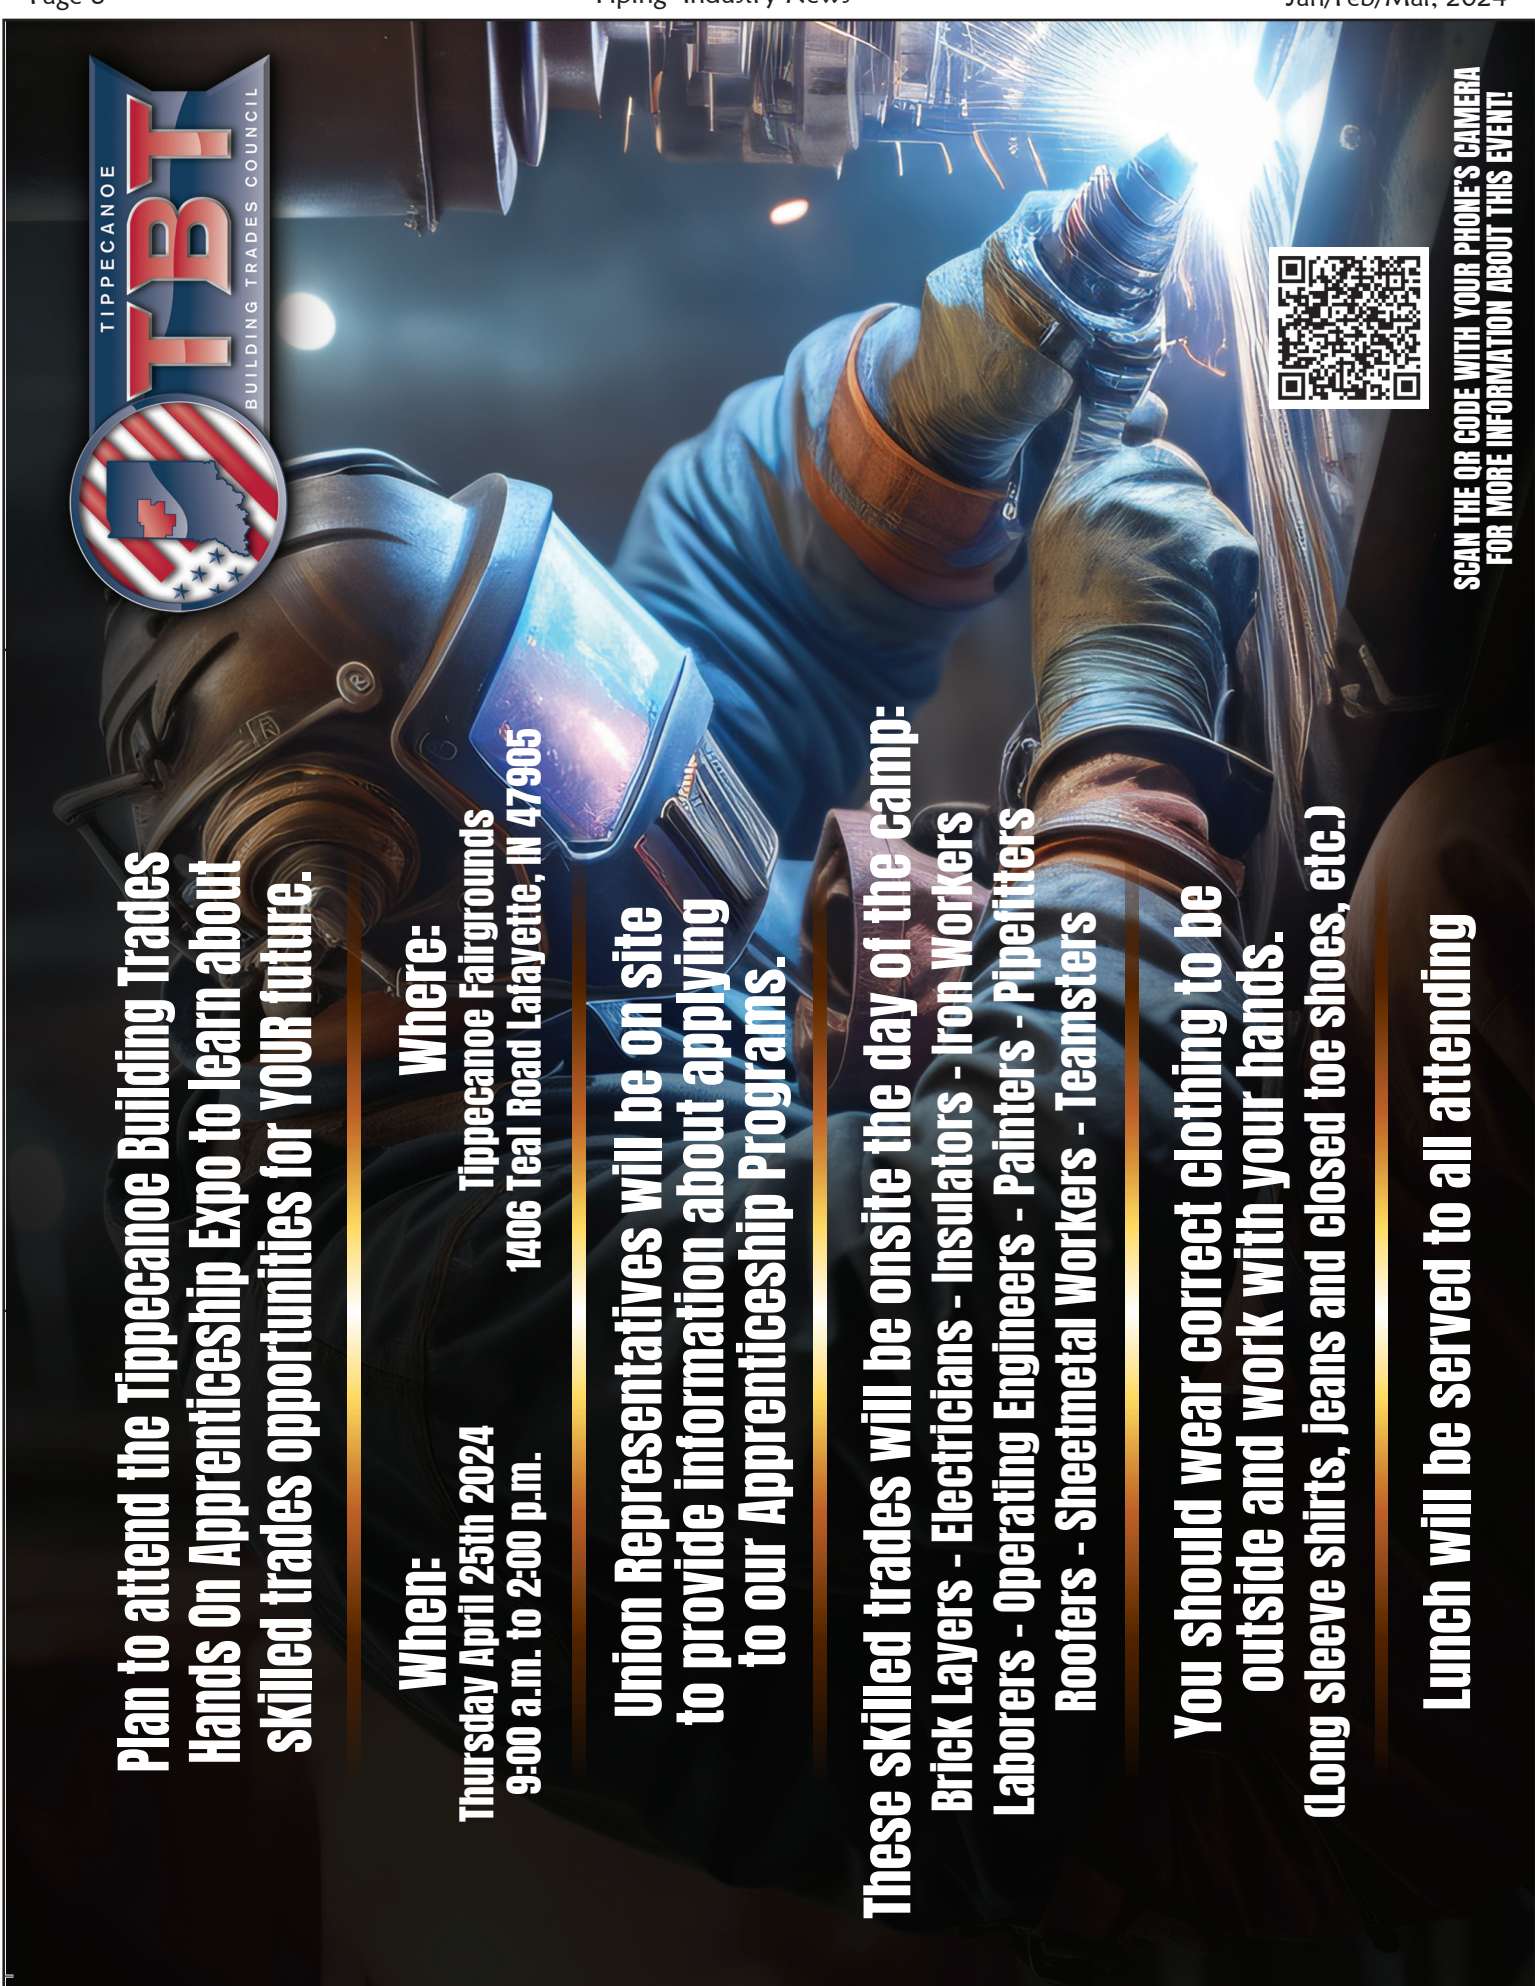 Piping Industry News
Jan/Feb/Mar, 2024
TIPPECANOE
TBT
BUILDING TRADES COUNCIL
Plan to attend the Tippecanoe Building Trades
Hands On Apprenticeship Expo to learn about
skilled trades opportunities for YOUR future.
When:
Thursday April 25th 2024
9:00 a.m. to 2:00 p.m.
Where:
Tippecanoe Fairgrounds
1406 Teal Road Lafayette, IN 47905
Union Representatives will be on site
to provide information about applying
to our Apprenticeship Programs.
These skilled trades will be onsite the day of the camp:
Brick Layers - Electricians - Insulators - Iron Workers
Laborers - Operating Engineers - Painters - Pipefitters
Roofers - Sheetmetal Workers - Teamsters
You should wear correct clothing to be
outside and work with your hands.
(Long sleeve shirts, jeans and closed toe shoes, etc.)
Lunch will be served to all attending
SCAN THE QR CODE WITH YOUR PHONE'S CAMERA
FOR MORE INFORMATION ABOUT THIS EVENT!